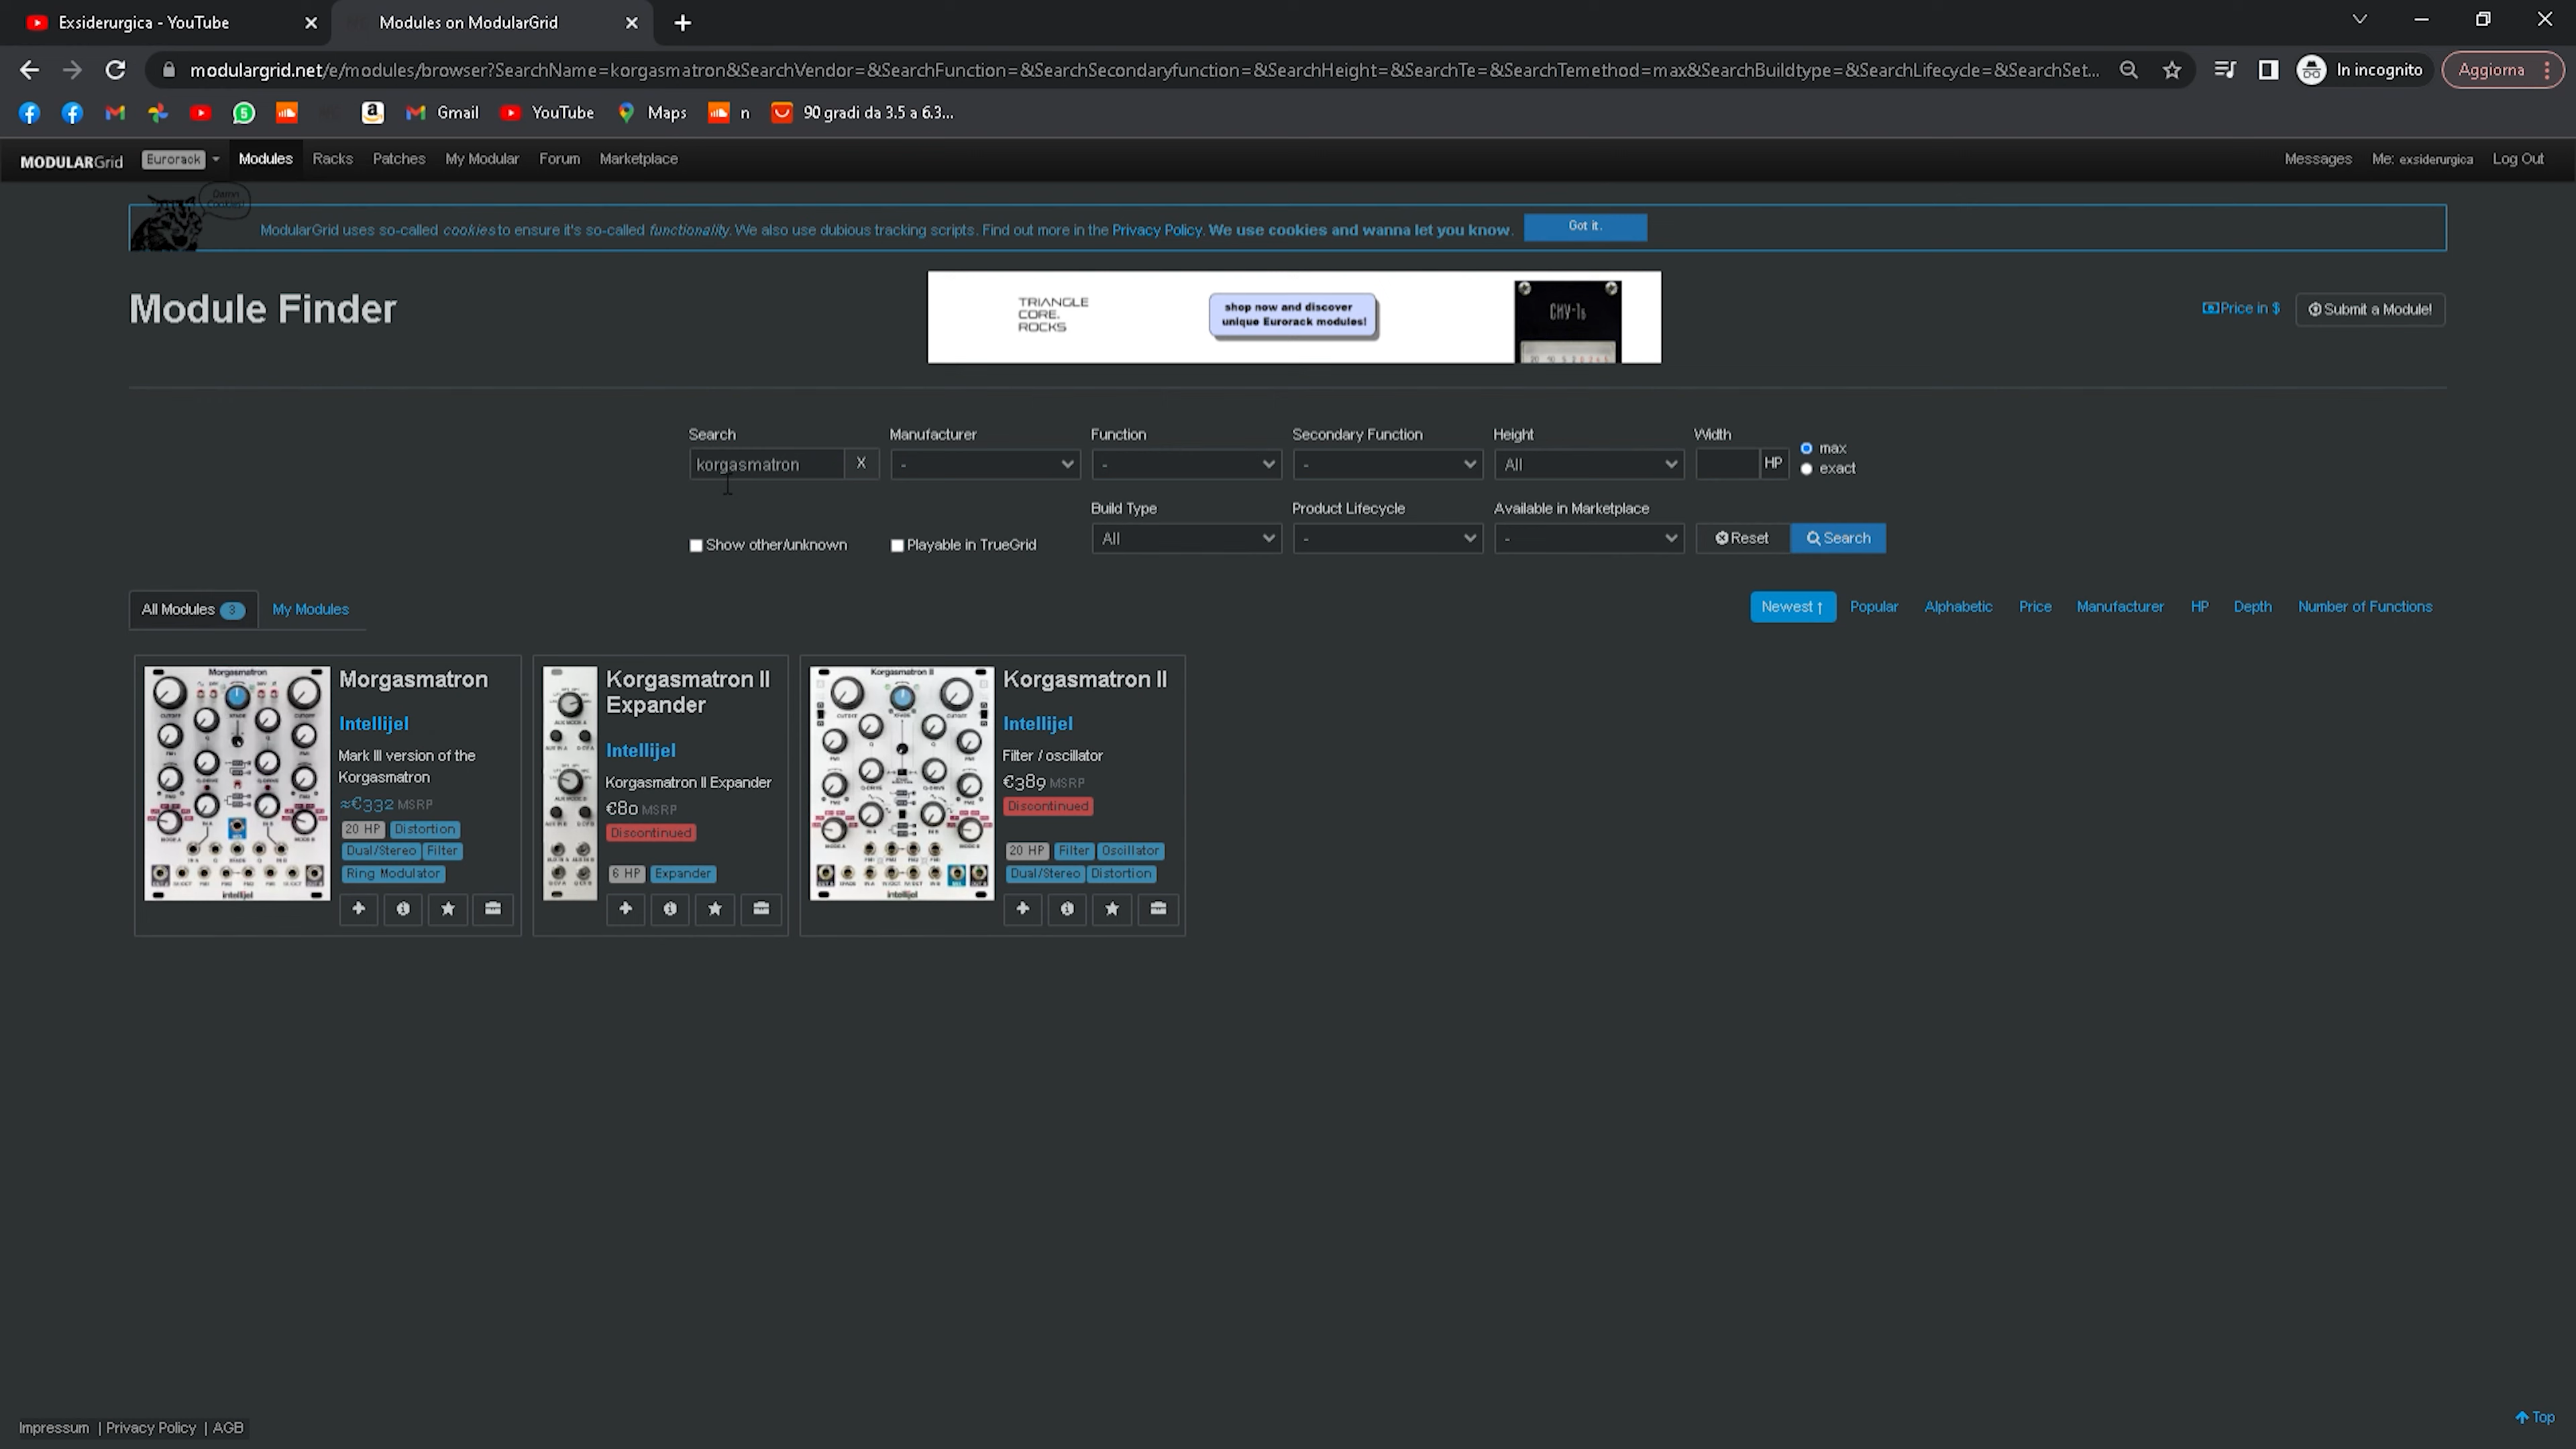 Exsiderurgica - YouTube
Modules on ModularGrid
modulargrid.net/e/modules/browser?SearchName=korgasmatron&SearchVendor=&SearchFunction=&SearchSecondaryfunction=&SearchHeight=&SearchTe=&SearchTemethod=max&SearchBuildtype=&SearchLifecycle=&SearchSet...
In incognito
Aggiorna
5
Gmail
YouTube
Maps
n
90 gradi da 3.5 a 6.3...
MODULARGrid
Eurorack
Modules
Racks
Patches
My Modular
Forum
Marketplace
Messages
Me: exsiderurgica
Log Out
Damn cookies!
ModularGrid uses so-called cookies to ensure it's so-called functionality. We also use dubious tracking scripts. Find out more in the Privacy Policy. We use cookies and wanna let you know.
Got it.
Module Finder
TRIANGLE
CORE.
ROCKS
shop now and discover
unique Eurorack modules!
Price in $
Submit a Module!
Search
Manufacturer
Function
Secondary Function
Height
Width
korgasmatron
X
-
-
-
All
HP
max
exact
Build Type
Product Lifecycle
Available in Marketplace
Show other/unknown
Playable in TrueGrid
All
-
-
Reset
Search
All Modules 3
My Modules
Newest ↑
Popular
Alphabetic
Price
Manufacturer
HP
Depth
Number of Functions
Morgasmatron
Morgasmatron
Intellijel
Mark III version of the
Korgasmatron
≈€332 MSRP
20 HP
Distortion
Dual/Stereo
Filter
Ring Modulator
intellijel
Korgasmatron II
Expander
Intellijel
Korgasmatron II Expander
€80 MSRP
Discontinued
6 HP
Expander
Korgasmatron II
Korgasmatron II
Intellijel
Filter / oscillator
€389 MSRP
Discontinued
20 HP
Filter
Oscillator
Dual/Stereo
Distortion
intellijel
Impressum | Privacy Policy | AGB
Top